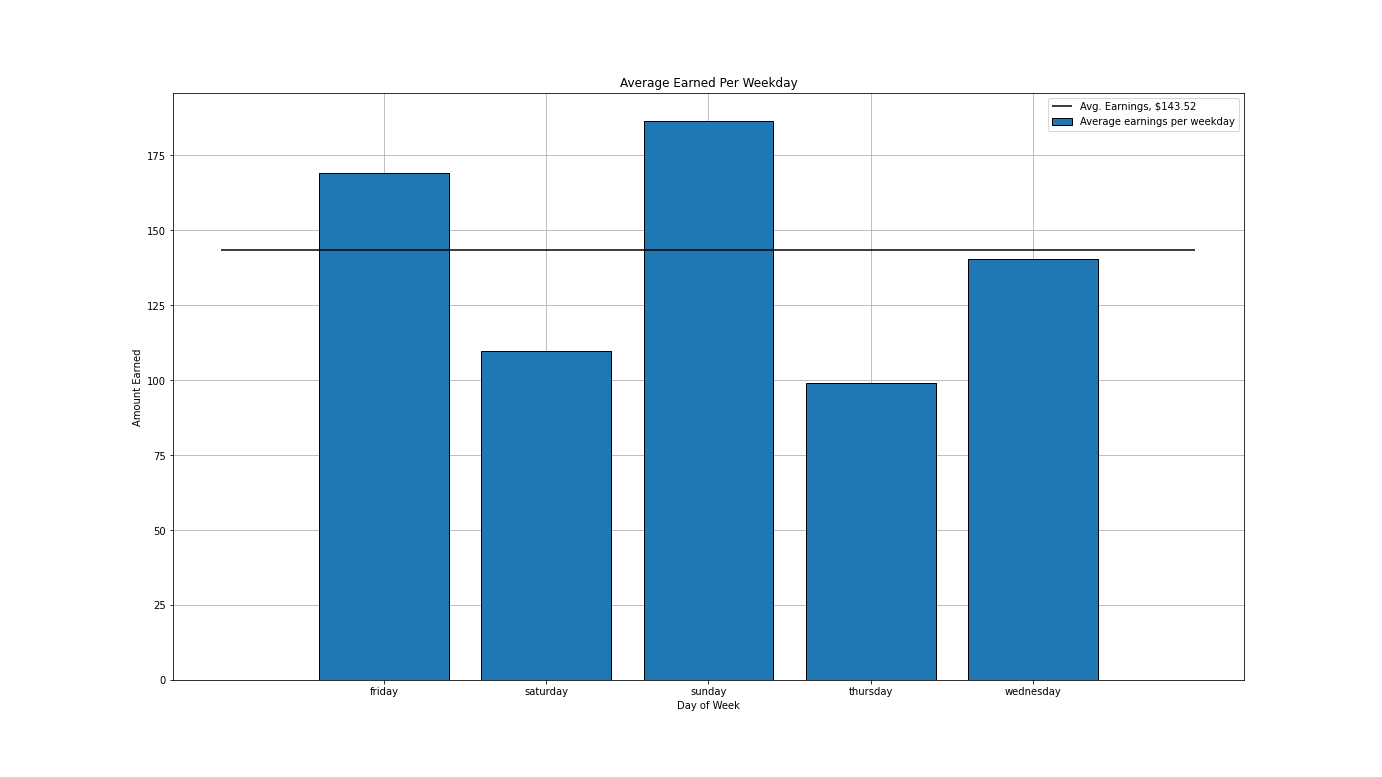 Average Earned Per Weekday
Avg. Earnings, $143.52
Average earnings per weekday
175
150
125
100
75
50
25
0
Amount Earned
friday
saturday
sunday
thursday
wednesday
Day of Week